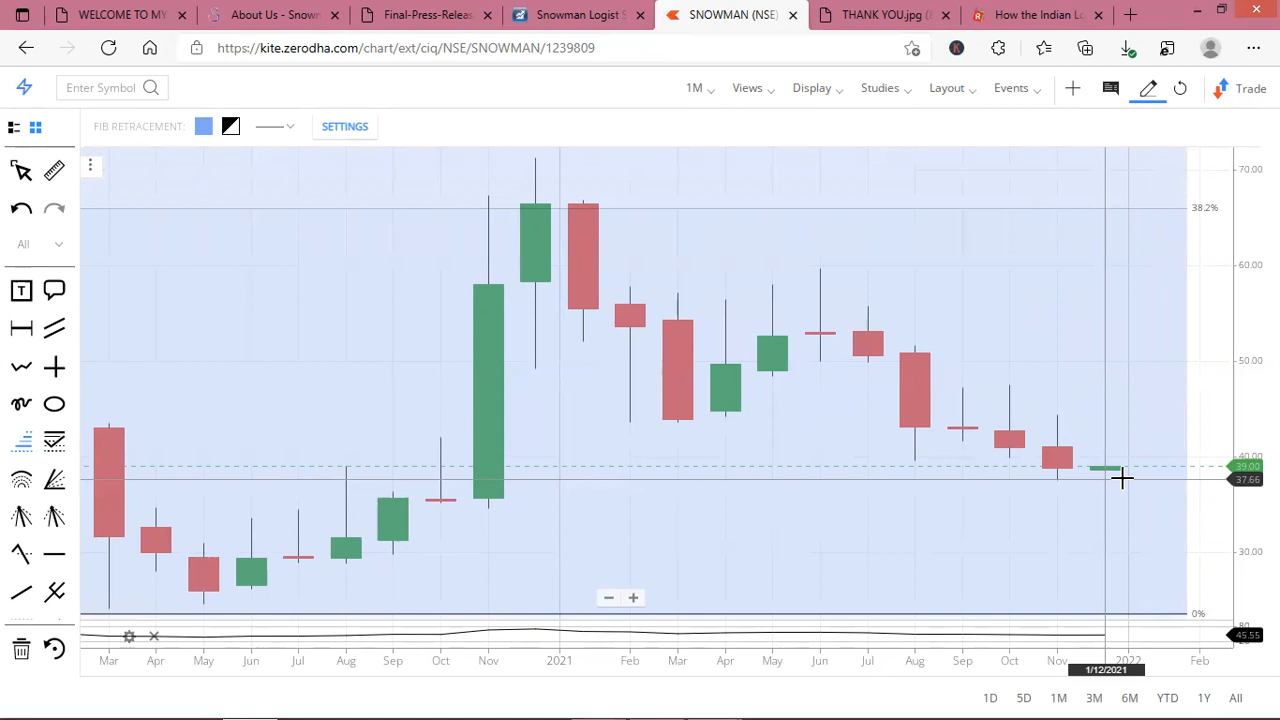 WELCOME TO MY
About Us - Snown
Final-Press-Releas
Snowman Logist S
SNOWMAN (NSE)
THANK YOU.jpg (
How the Indian Lo
https://kite.zerodha.com/chart/ext/ciq/NSE/SNOWMAN/1239809
K
Enter Symbol
1M
Views
Display
Studies
Layout
Events
Trade
FIB RETRACEMENT:
SETTINGS
All
T
70.00
38.2%
60.00
50.00
40.00
39.00
37.66
30.00
0%
80
45.55
Mar
Apr
May
Jun
Jul
Aug
Sep
Oct
Nov
2021
Feb
Mar
Apr
May
Jun
Jul
Aug
Sep
Oct
Nov
2022
Feb
1/12/2021
1D
5D
1M
3M
6M
YTD
1Y
All